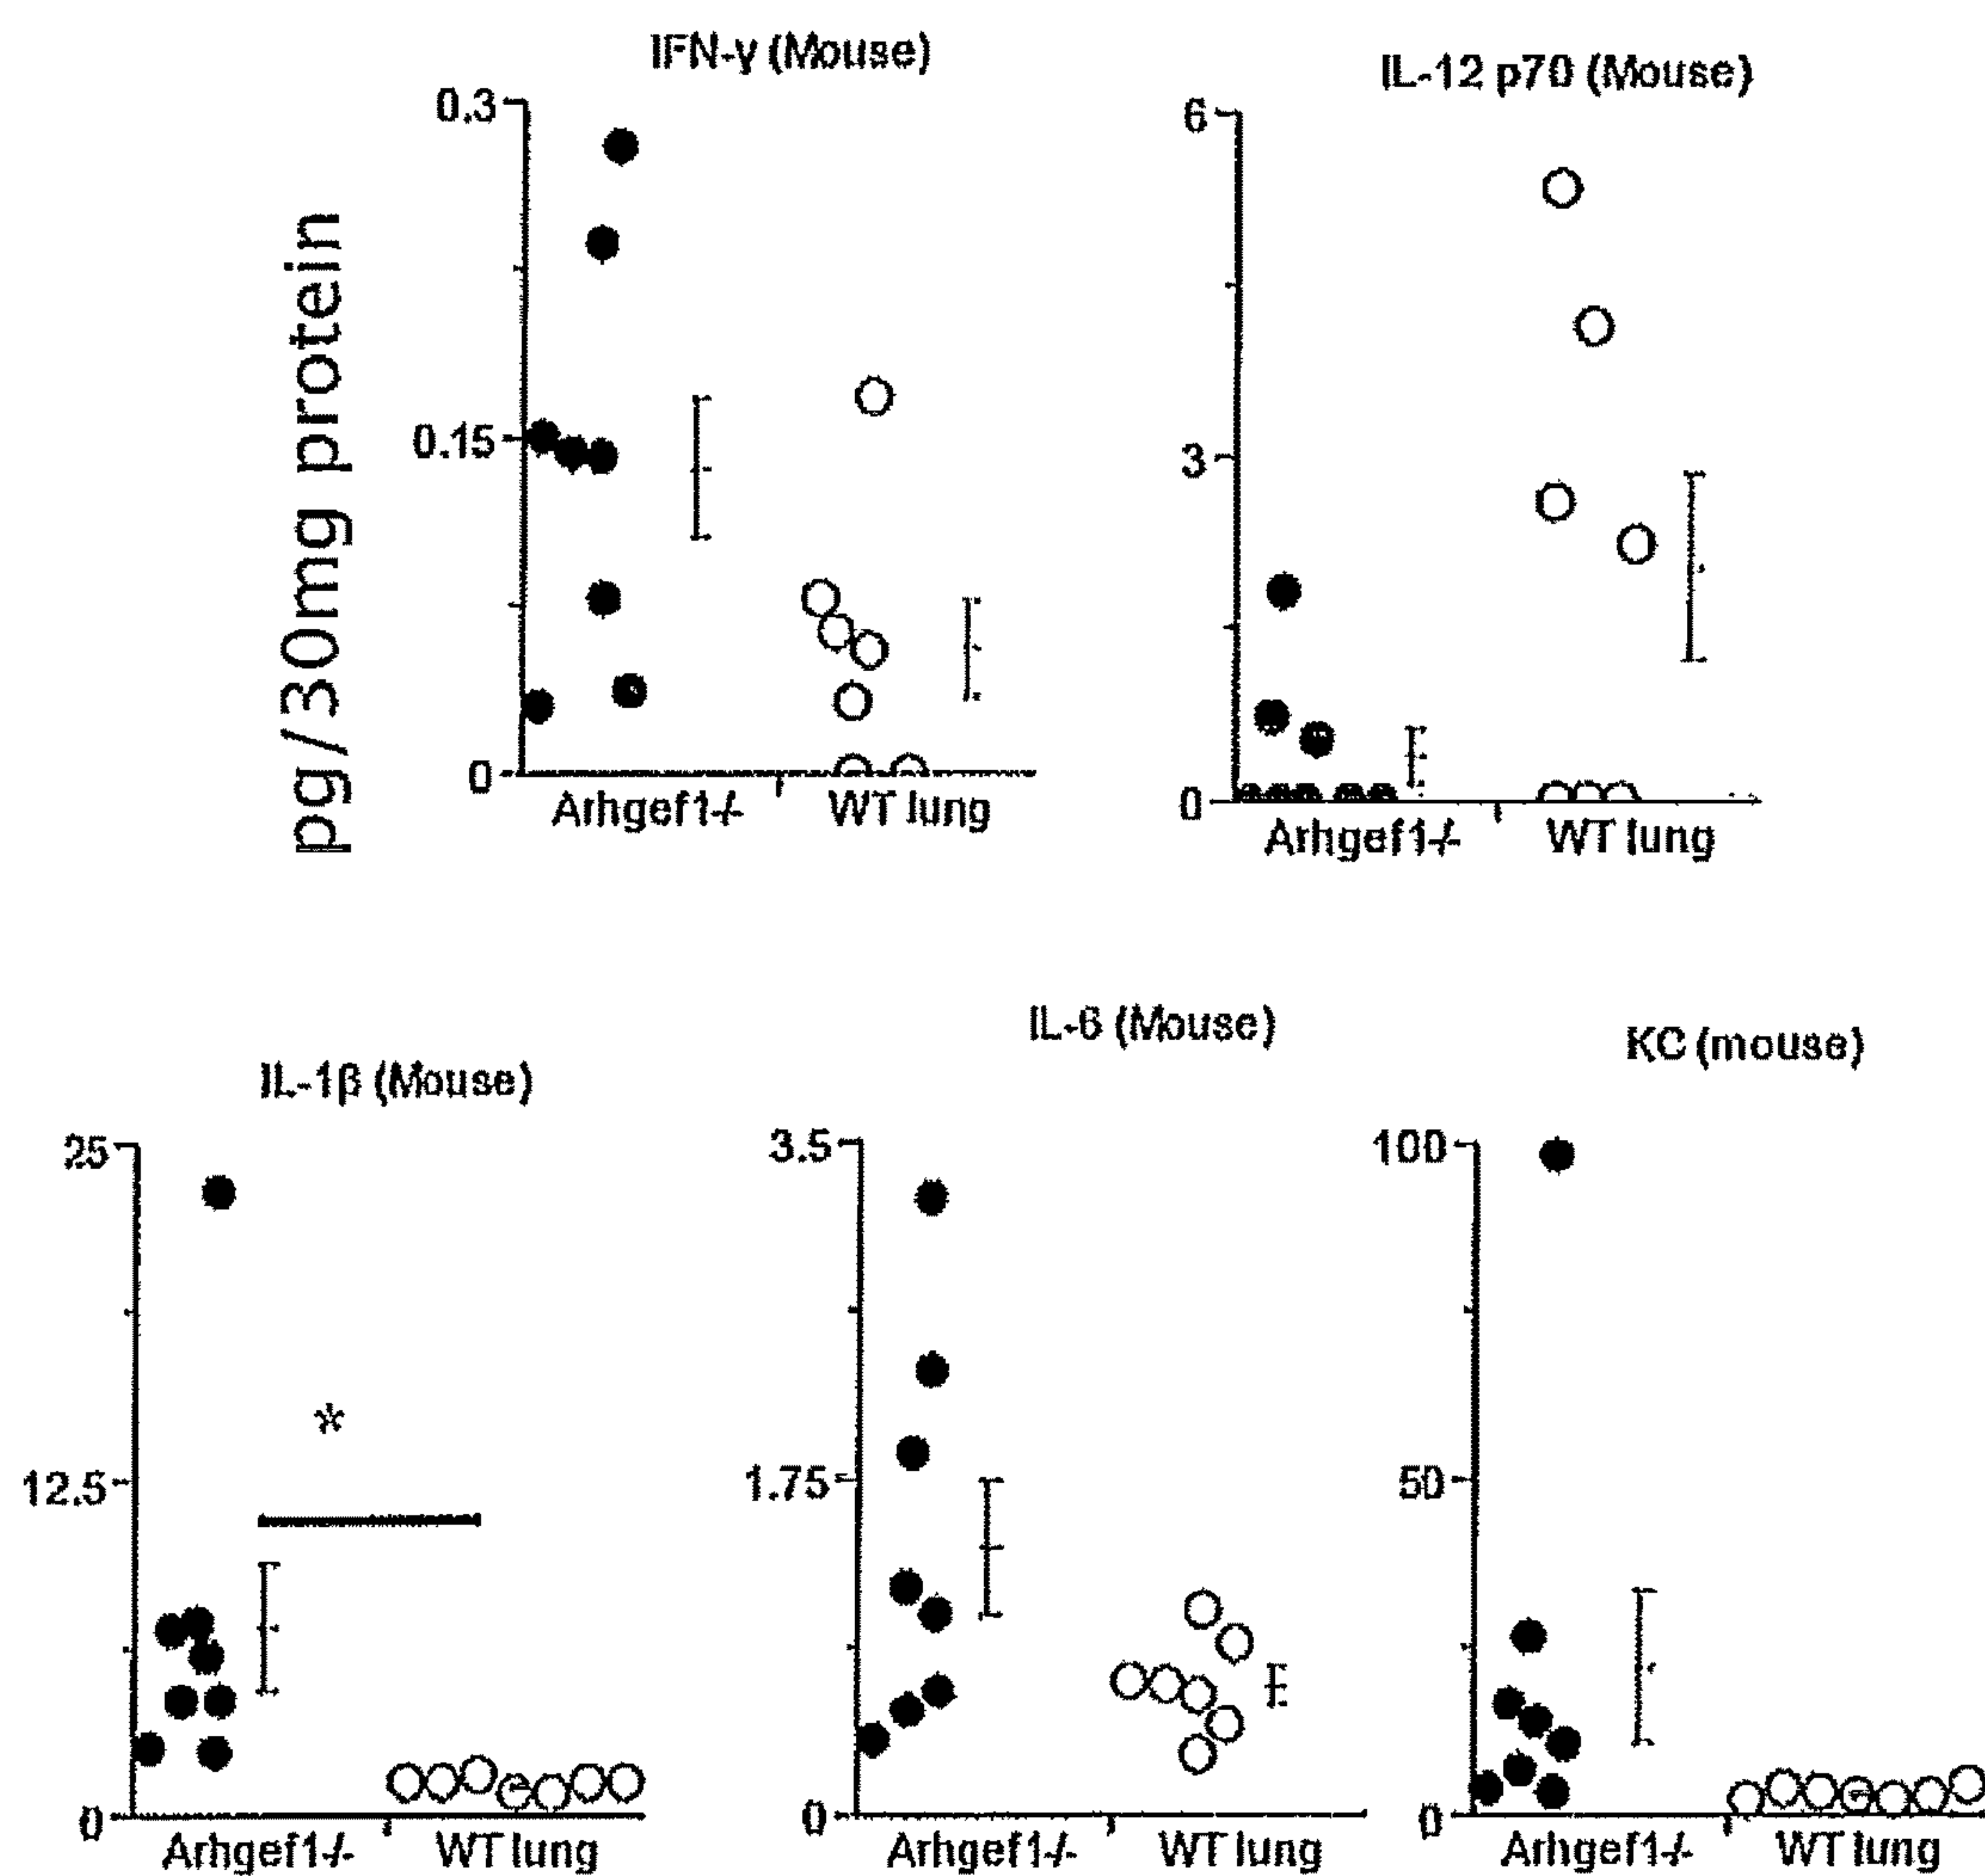 IFN-γ (Mouse)
IL-12 p70 (Mouse)
pg/30mg protein
0.3
0.15
0
Arhgef1-/-
WT lung
6
3
0
Arhgef1-/-
WT lung
IL-1β (Mouse)
IL-6 (Mouse)
KC (mouse)
25
12.5
0
*
Arhgef1-/-
WT lung
3.5
1.75
0
Arhgef1-/-
WT lung
100
50
0
Arhgef1-/-
WT lung